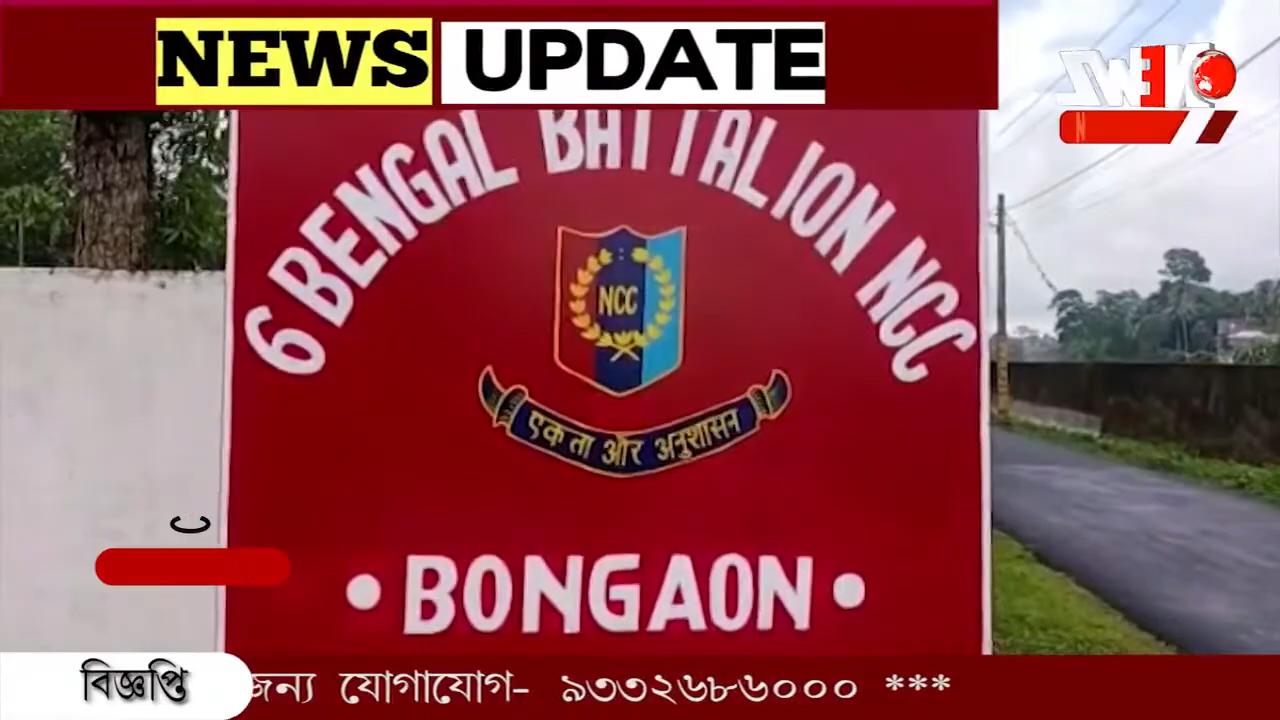 NEWS UPDATE
6 BENGAL BATTALION NCC
NCC
एकता और अनुशासन
• BONGAON •
বিজ্ঞপ্তি
জন্য যোগাযোগ- ৯৩৩২৬৮৬০০০ ***